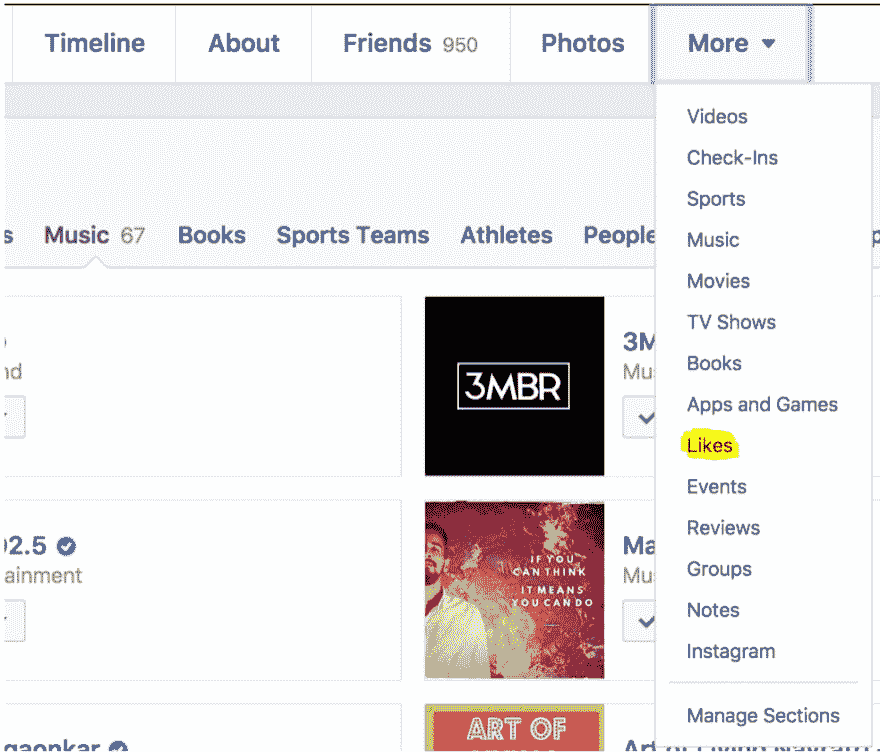 Timeline About Friends 950 Photos More
Videos
Check-Ins
Sports
Music
Movies
TV Shows
Books
Apps and Games
Likes
Events
Reviews
Groups
Notes
Instagram
Manage Sections
s Music 67 Books Sports Teams Athletes People
3MBR
3M
Mu
nd
02.5
tainment
IF YOU
CAN THINK
IT MEANS
YOU CAN DO
Ma
Mu
gaonkar
ART OF